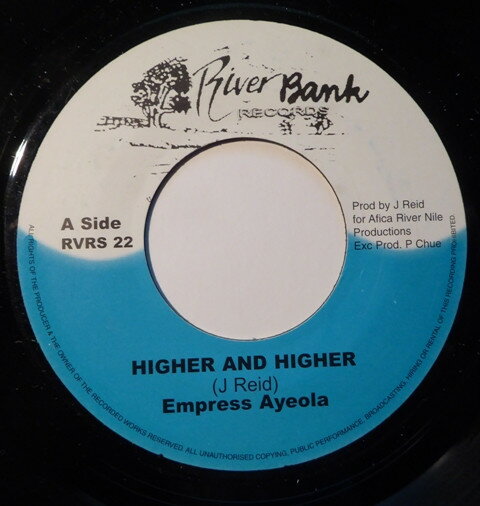 River Bank
RECORDS
A Side
RVRS 22
Prod by J Reid
for Afica River Nile
Productions
Exc Prod. P Chue
HIGHER AND HIGHER
(J Reid)
Empress Ayeola
ALL RIGHTS OF THE PRODUCER & THE OWNER OF THE RECORDED WORKS RESERVED. ALL UNAUTHORISED COPYING, PUBLIC PERFORMANCE, BROADCASTING, HIRING OR RENTAL OF THIS RECORDING PROHIBITED.